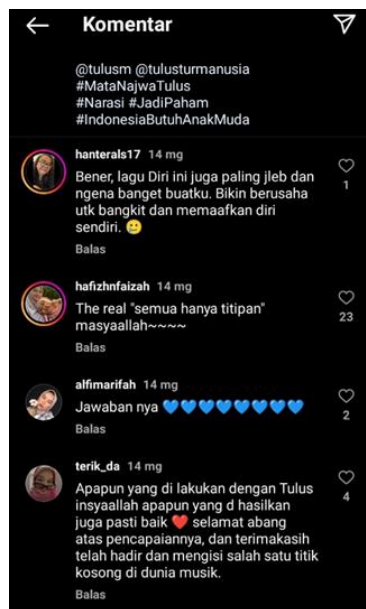 Komentar
@tulusm @tulusturmanusia
#MataNajwaTulus
#Narasi #JadiPaham
#IndonesiaButuhAnakMuda
hanterals17 14 mg
Bener, lagu Diri ini juga paling jleb dan
ngena banget buatku. Bikin berusaha
utk bangkit dan memaafkan diri
sendiri. 🥲
1
Balas
hafizhnfaizah 14 mg
The real "semua hanya titipan"
masyaallah~~~~
23
Balas
alfimarifah 14 mg
Jawaban nya 💙💙💙💙💙💙💙💙
2
Balas
terik_da 14 mg
Apapun yang di lakukan dengan Tulus
insyaallah apapun yang d hasilkan
juga pasti baik ❤️ selamat abang
atas pencapaiannya, dan terimakasih
telah hadir dan mengisi salah satu titik
kosong di dunia musik.
4
Balas